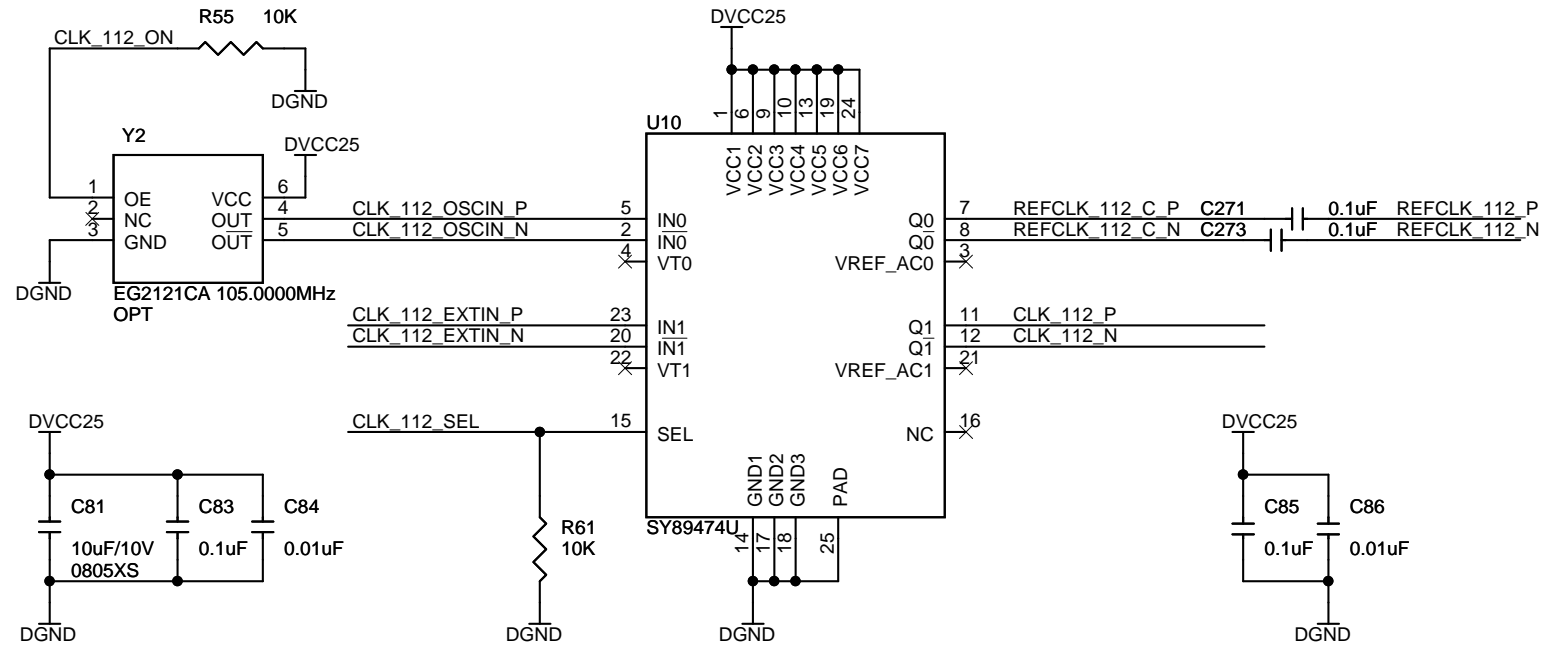 R55 10K
DVCC25
CLK_112_ON
DGND
Y2
DVCC25
U10
1 6 9 10 13 19 24
VCC1 VCC2 VCC3 VCC4 VCC5 VCC6 VCC7
1 OE VCC 6
2 NC OUT 4
3 GND OUT 5
DGND
EG2121CA 105.0000MHz
OPT
CLK_112_OSCIN_P 5 IN0
CLK_112_OSCIN_N 2 IN0
4 VT0
CLK_112_EXTIN_P 23 IN1
CLK_112_EXTIN_N 20 IN1
22 VT1
CLK_112_SEL 15 SEL
Q0 7 REFCLK_112_C_P C271 0.1uF REFCLK_112_P
Q0 8 REFCLK_112_C_N C273 0.1uF REFCLK_112_N
VREF_AC0 3
Q1 11 CLK_112_P
Q1 12 CLK_112_N
VREF_AC1 21
NC 16
GND1 GND2 GND3 PAD
SY89474U
14 17 18 25
DGND
R61
10K
DGND
DVCC25
C81 C83 C84
10uF/10V 0.1uF 0.01uF
0805XS
DGND
DVCC25
C85 C86
0.1uF 0.01uF
DGND